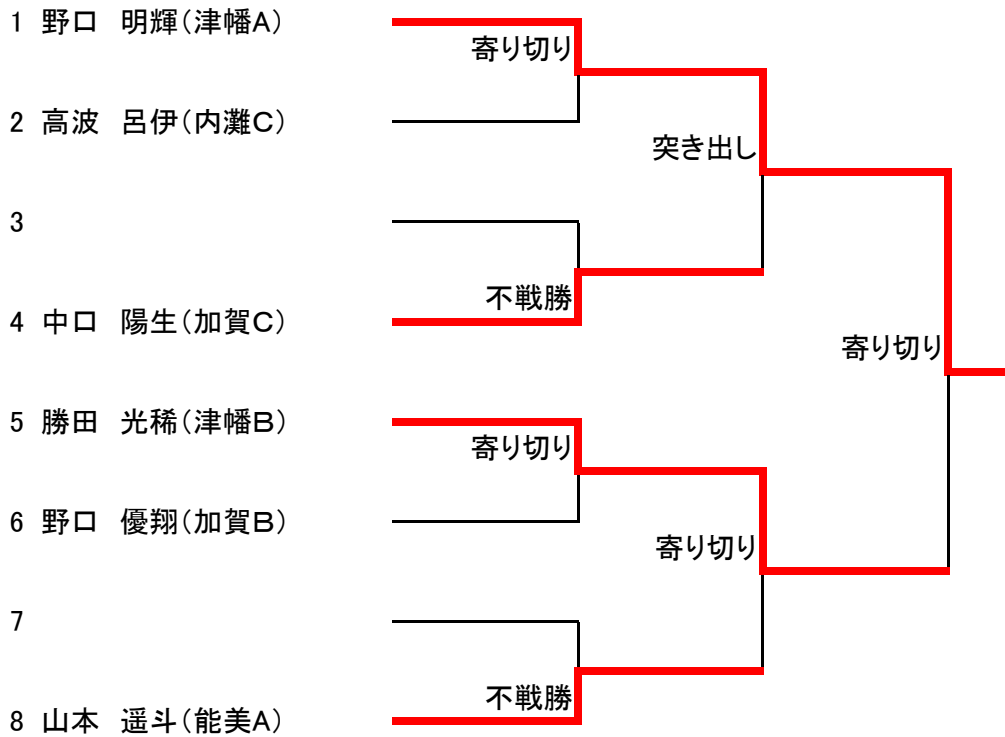 1 野口 明輝(津幡A)
寄り切り
2 高波 呂伊(内灘C)
突き出し
3
不戦勝
4 中口 陽生(加賀C)
寄り切り
5 勝田 光稀(津幡B)
寄り切り
6 野口 優翔(加賀B)
寄り切り
7
不戦勝
8 山本 遥斗(能美A)